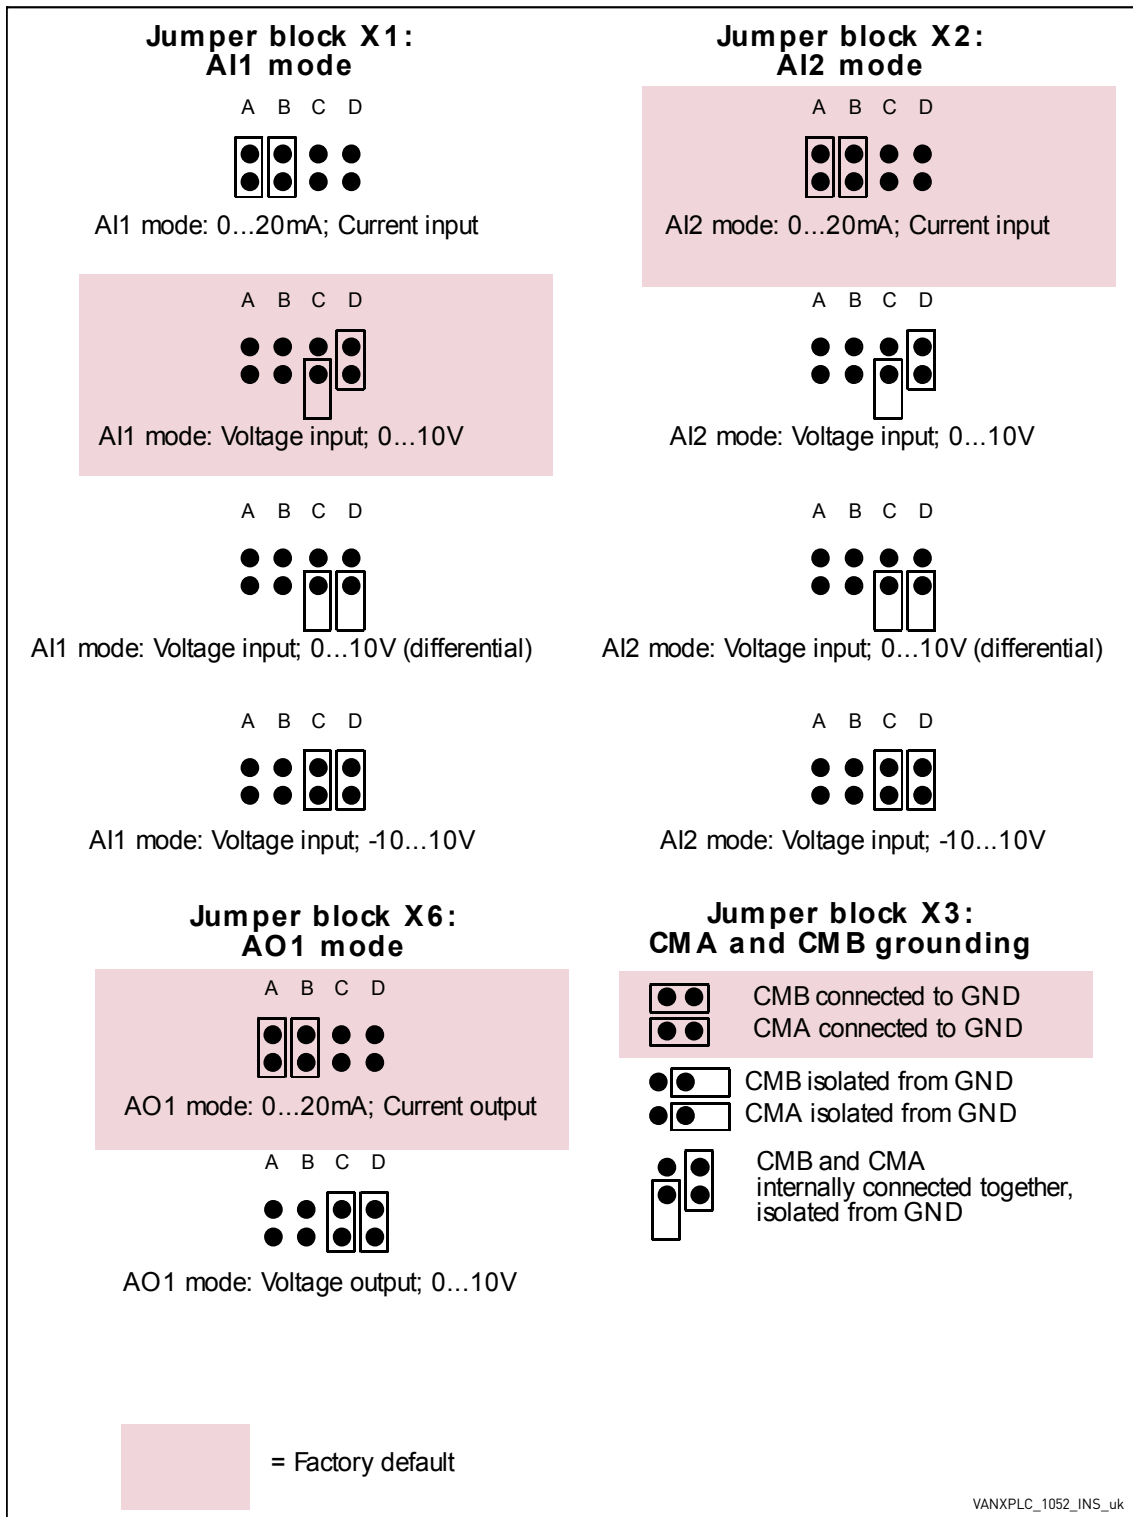 Jumper block X1:
AI1 mode
A B C D
AI1 mode: 0...20mA; Current input
A B C D
AI1 mode: Voltage input; 0...10V
A B C D
AI1 mode: Voltage input; 0...10V (differential)
A B C D
AI1 mode: Voltage input; -10...10V
Jumper block X2:
AI2 mode
A B C D
AI2 mode: 0...20mA; Current input
A B C D
AI2 mode: Voltage input; 0...10V
A B C D
AI2 mode: Voltage input; 0...10V (differential)
A B C D
AI2 mode: Voltage input; -10...10V
Jumper block X6:
AO1 mode
A B C D
AO1 mode: 0...20mA; Current output
A B C D
AO1 mode: Voltage output; 0...10V
Jumper block X3:
CMA and CMB grounding
CMB connected to GND
CMA connected to GND
CMB isolated from GND
CMA isolated from GND
CMB and CMA
internally connected together,
isolated from GND
= Factory default
VANXPLC_1052_INS_uk